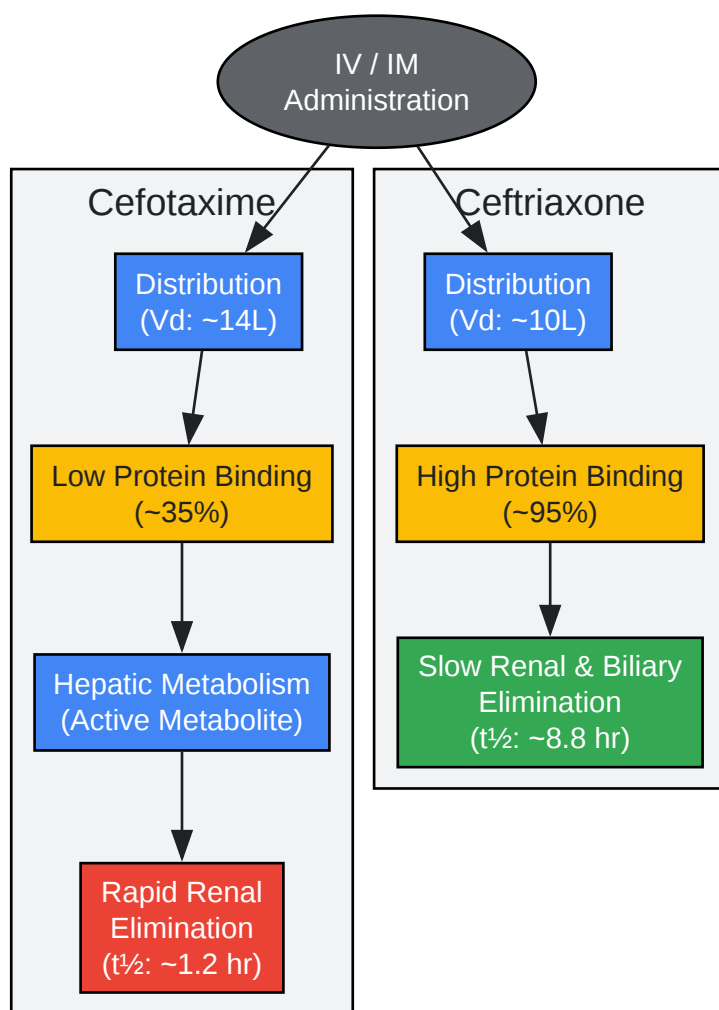 IV / IM
Administration
Cefotaxime
Distribution
(Vd: ~14L)
Low Protein Binding
(~35%)
Hepatic Metabolism
(Active Metabolite)
Rapid Renal
Elimination
(t½: ~1.2 hr)
Ceftriaxone
Distribution
(Vd: ~10L)
High Protein Binding
(~95%)
Slow Renal & Biliary
Elimination
(t½: ~8.8 hr)